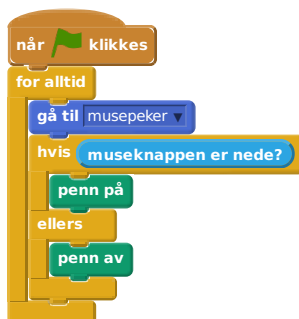 når klikkes
for alltid
gå til musepeker
hvis museknappen er nede?
penn på
ellers
penn av